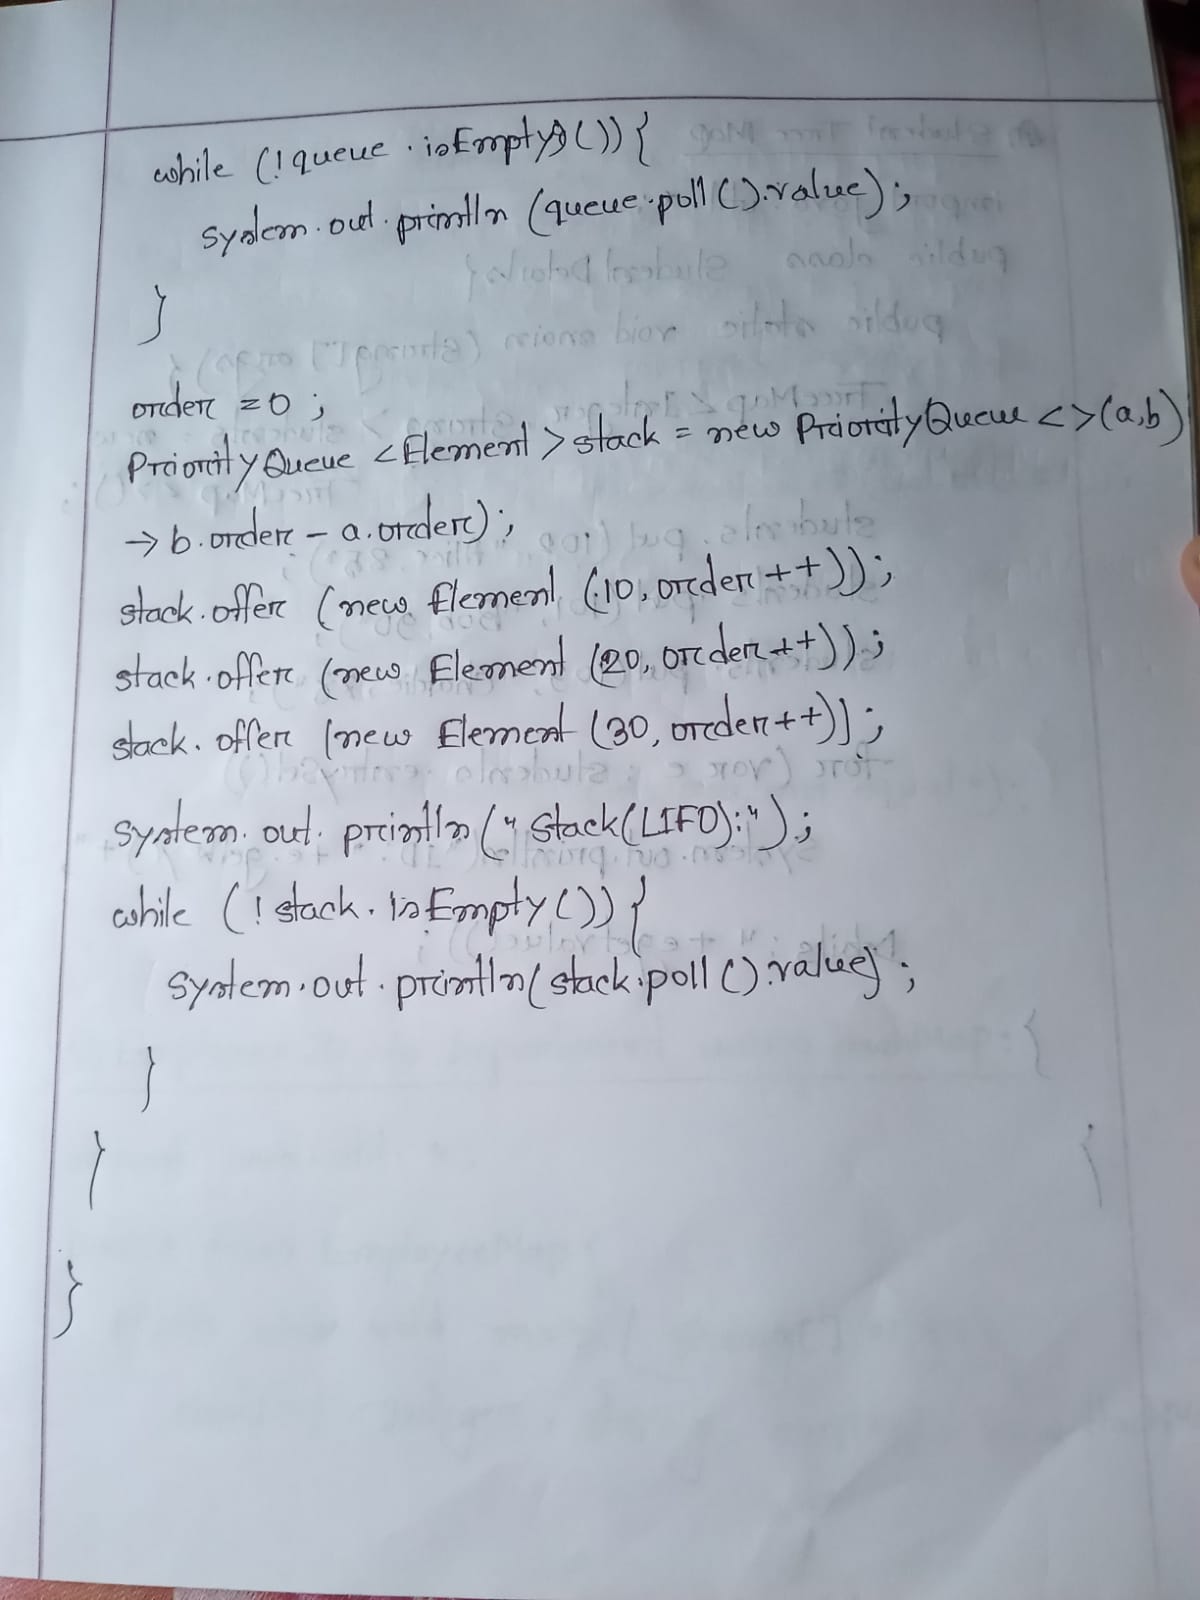 while (!queue.isEmpty()) {
system.out.println (queue.poll().value);
}
order = 0 ;
PriorityQueue <Element> stack = new PriorityQueue <>(a,b)
-> b.order - a.order);
stack.offer (new Element (10, order++));
stack.offer (new Element (20, order++));
stack.offer (new Element (30, order++));
system.out.println ("Stack(LIFO):");
while (!stack.isEmpty()) {
system.out.println(stack.poll().value);
}
}
}